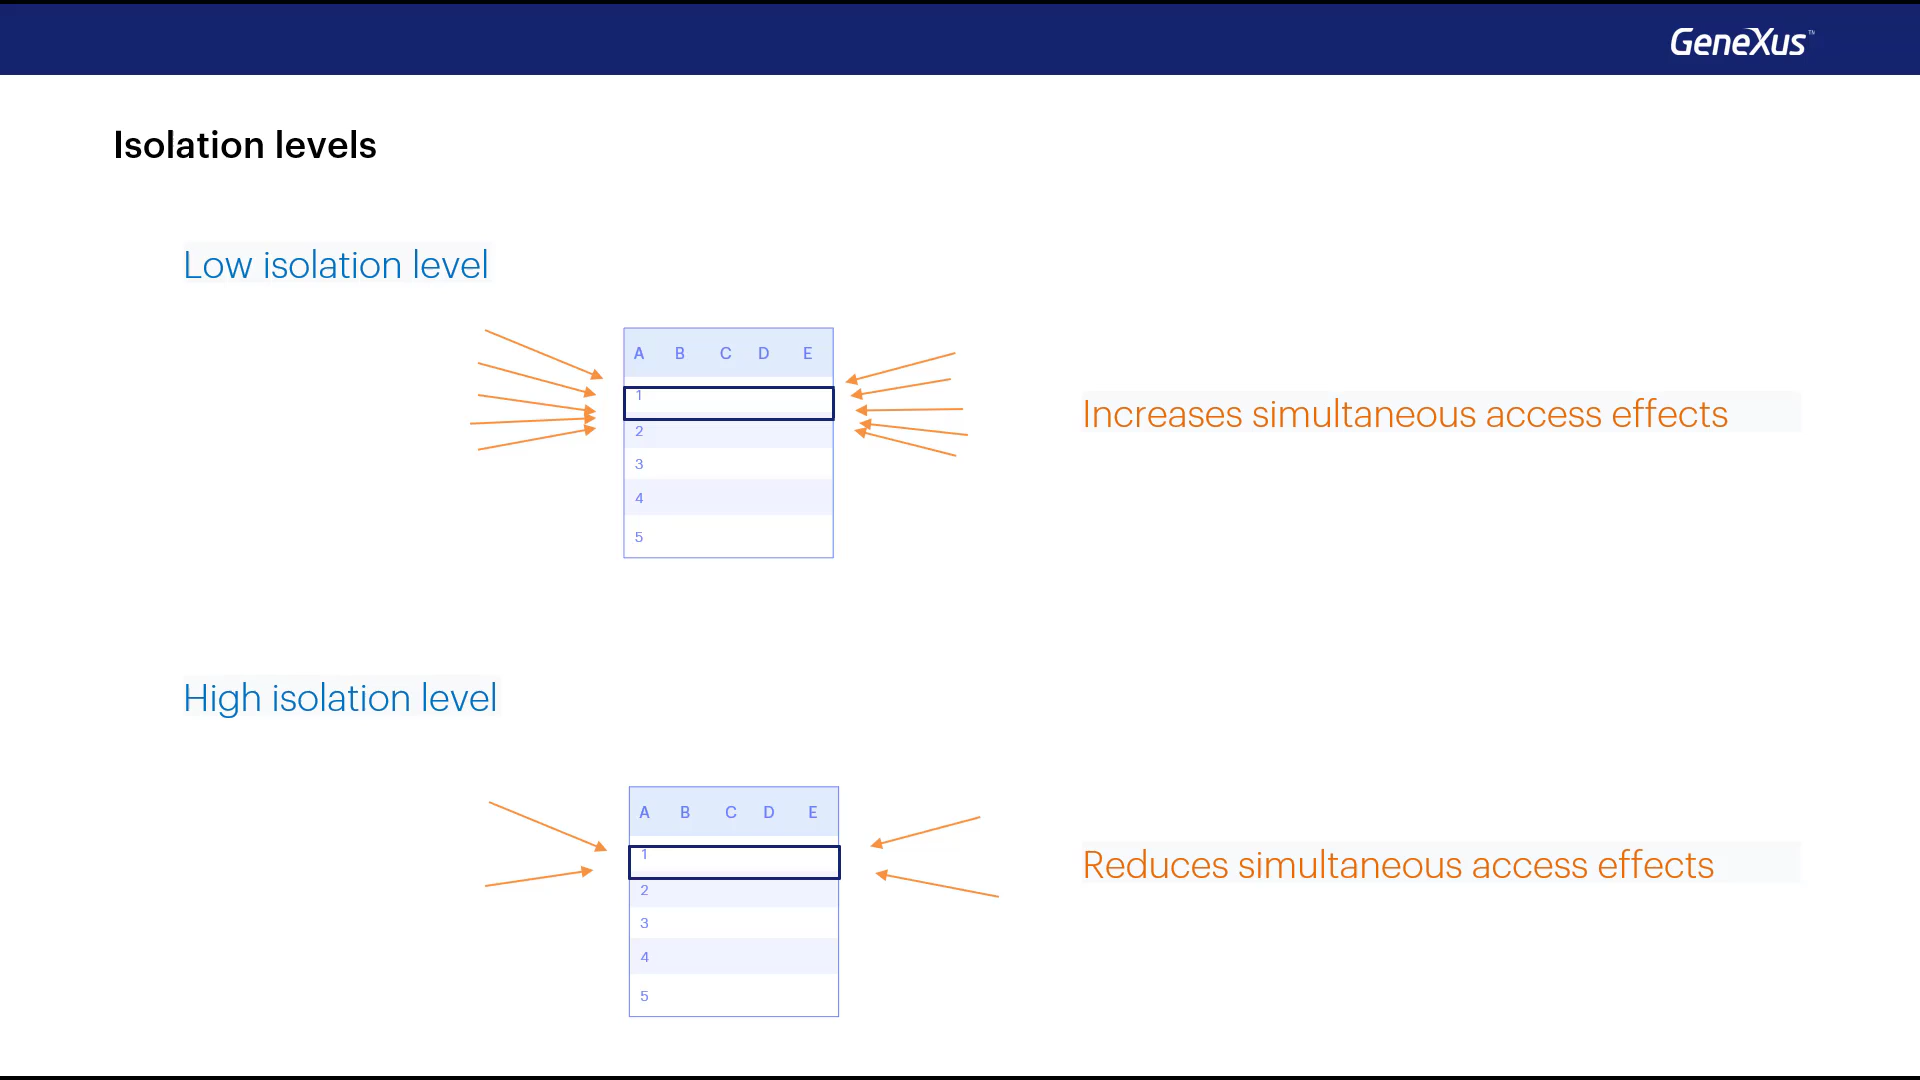 GeneXus™
Isolation levels
Low isolation level
A B C D E
1
2
3
4
5
Increases simultaneous access effects
High isolation level
A B C D E
1
2
3
4
5
Reduces simultaneous access effects